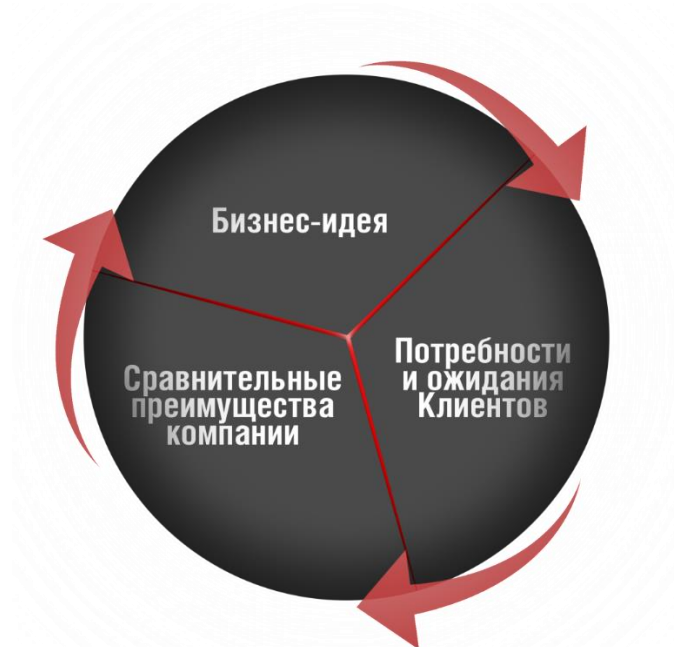 Бизнес-идея
Потребности
и ожидания
Клиентов
Сравнительные
преимущества
компании